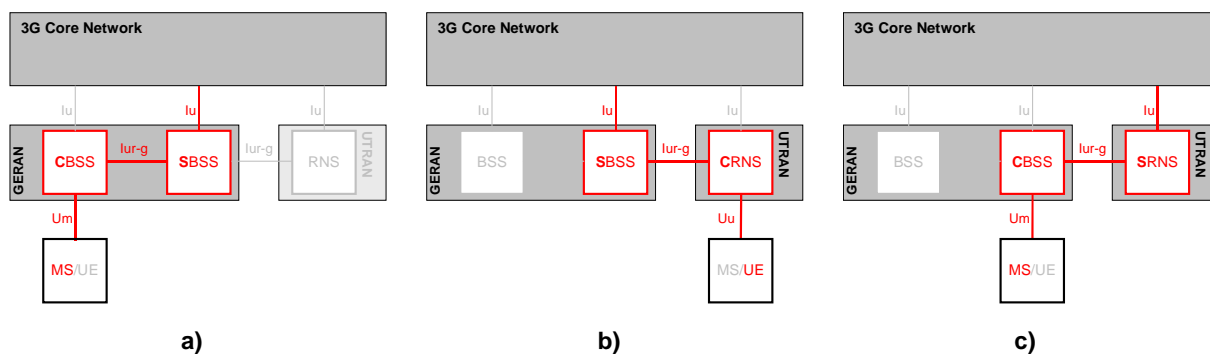 3G Core Network
Iu
Iu
Iu
GERAN
CBSS
Iur-g
SBSS
Iur-g
RNS
UTRAN
Um
MS/UE
a)
3G Core Network
Iu
Iu
Iu
GERAN
BSS
SBSS
Iur-g
CRNS
UTRAN
Uu
MS/UE
b)
3G Core Network
Iu
Iu
Iu
GERAN
BSS
CBSS
Iur-g
SRNS
UTRAN
Um
MS/UE
c)